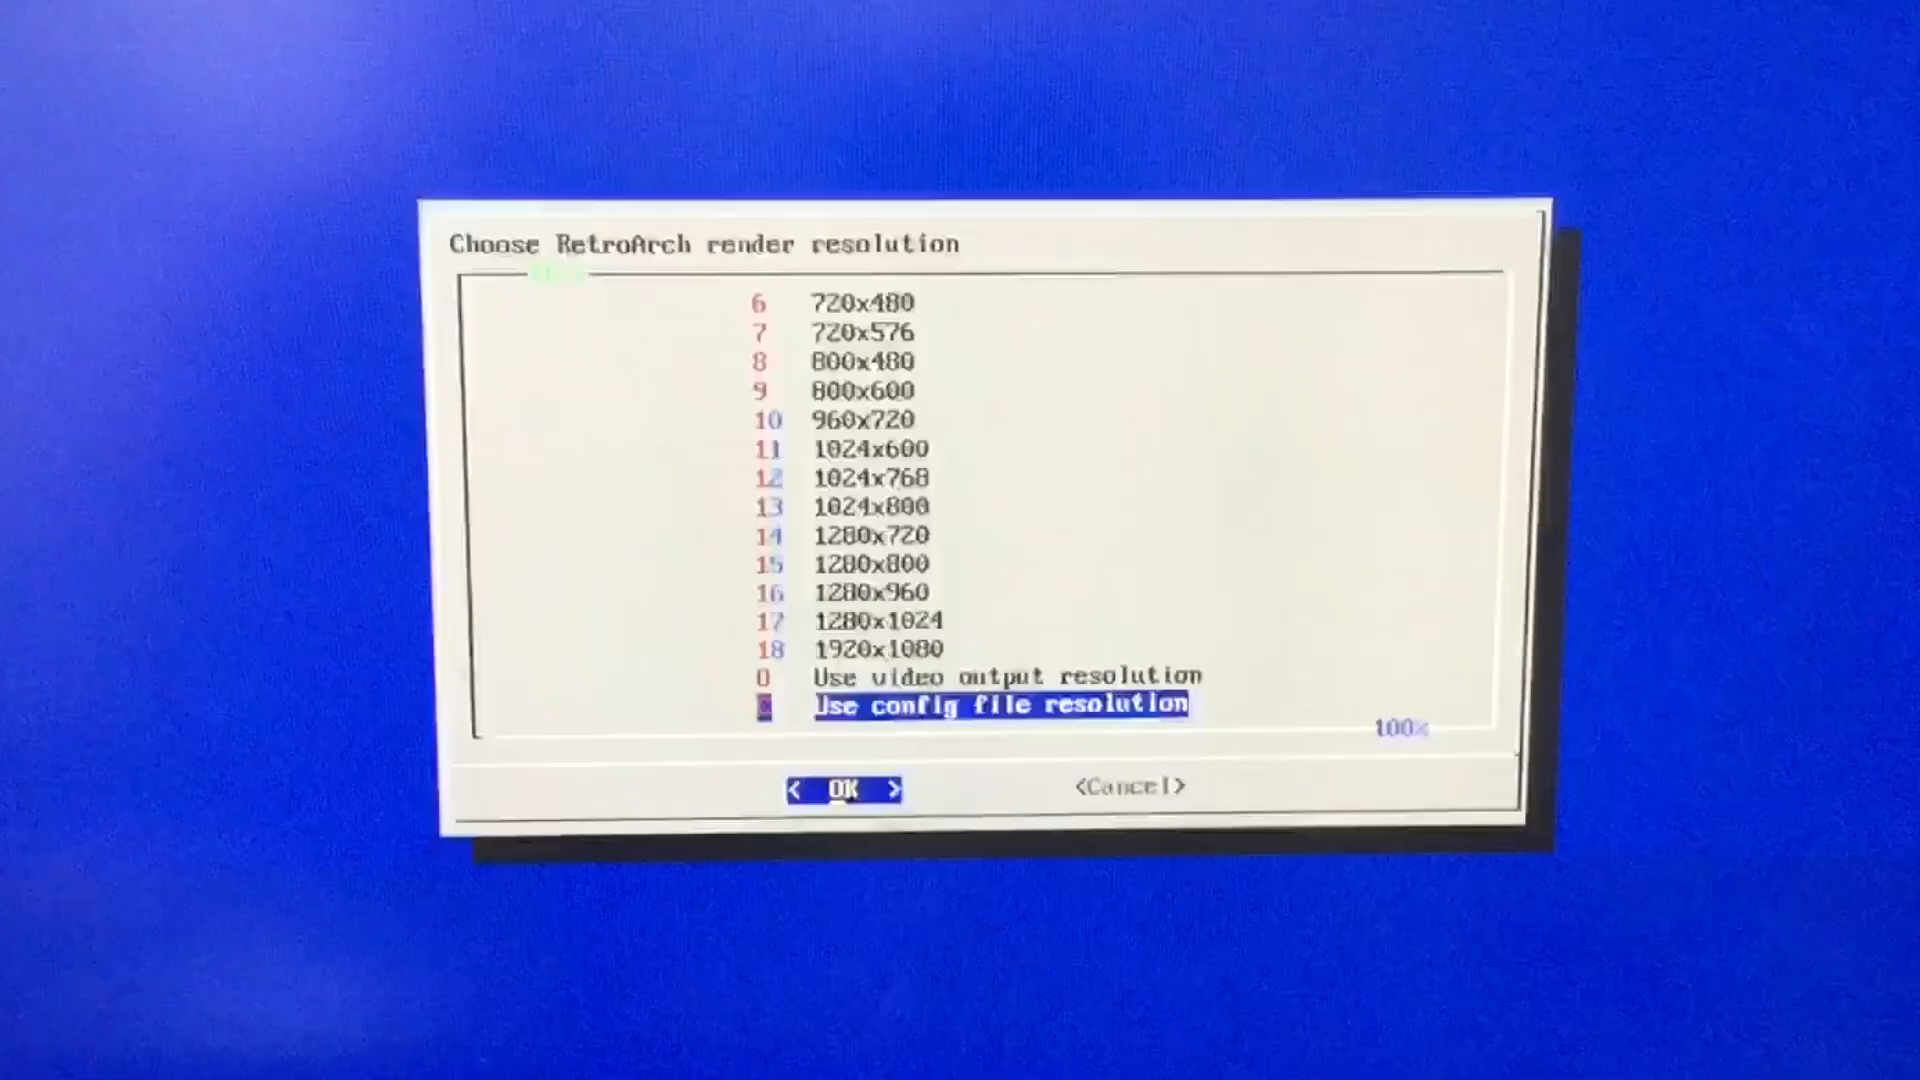 Choose RetroArch render resolution
6 720x480
7 720x576
8 800x480
9 800x600
10 960x720
11 1024x600
12 1024x768
13 1024x800
14 1280x720
15 1280x800
16 1280x960
17 1280x1024
18 1920x1080
O Use video output resolution
Use config file resolution
100%
< OK > <Cancel>